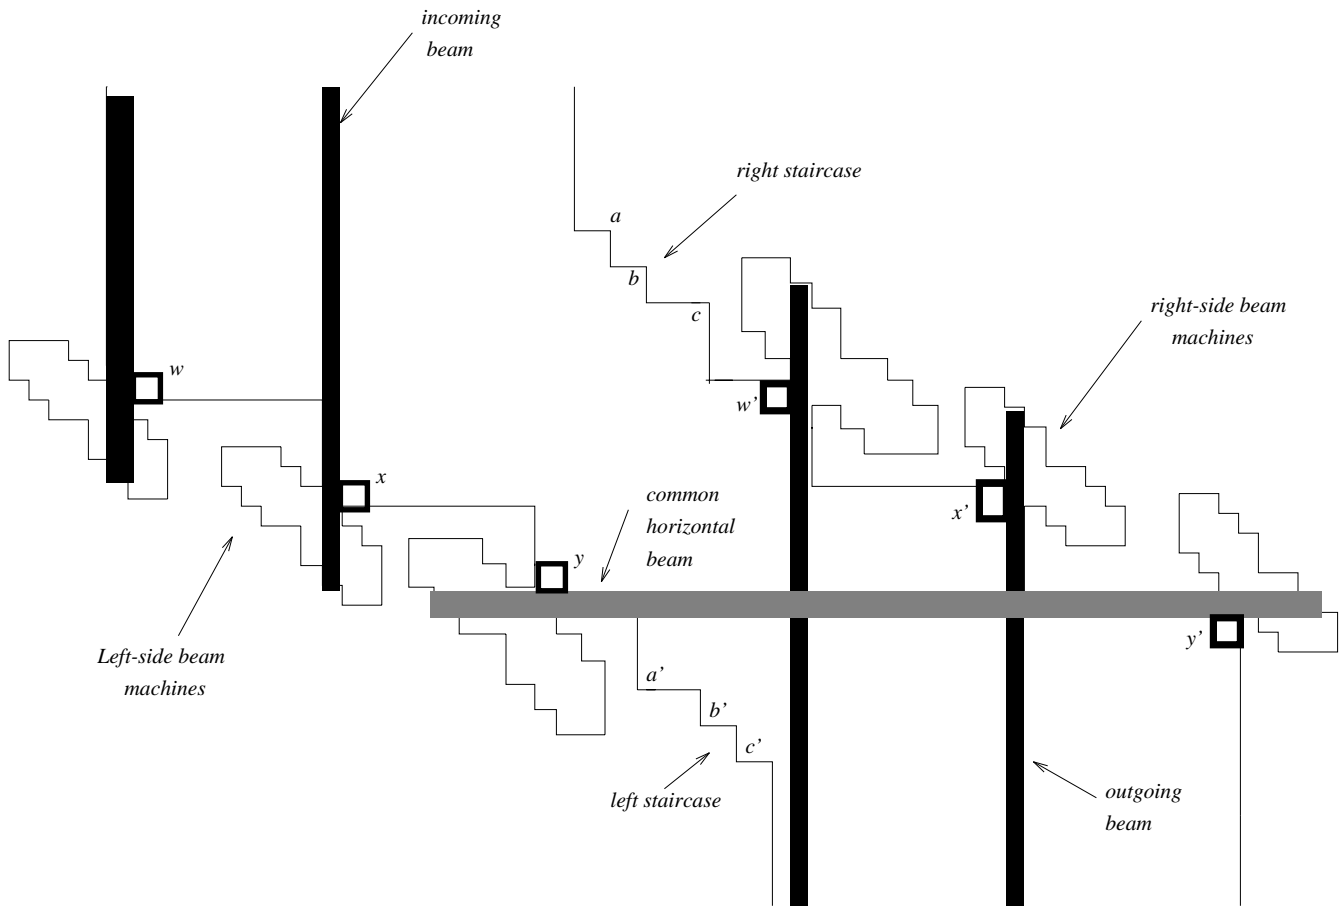 incoming
beam
right staircase
a
b
c
right-side beam
machines
w
w’
x
common
horizontal
beam
x’
y
y’
Left-side beam
machines
a’
b’
c’
left staircase
outgoing
beam